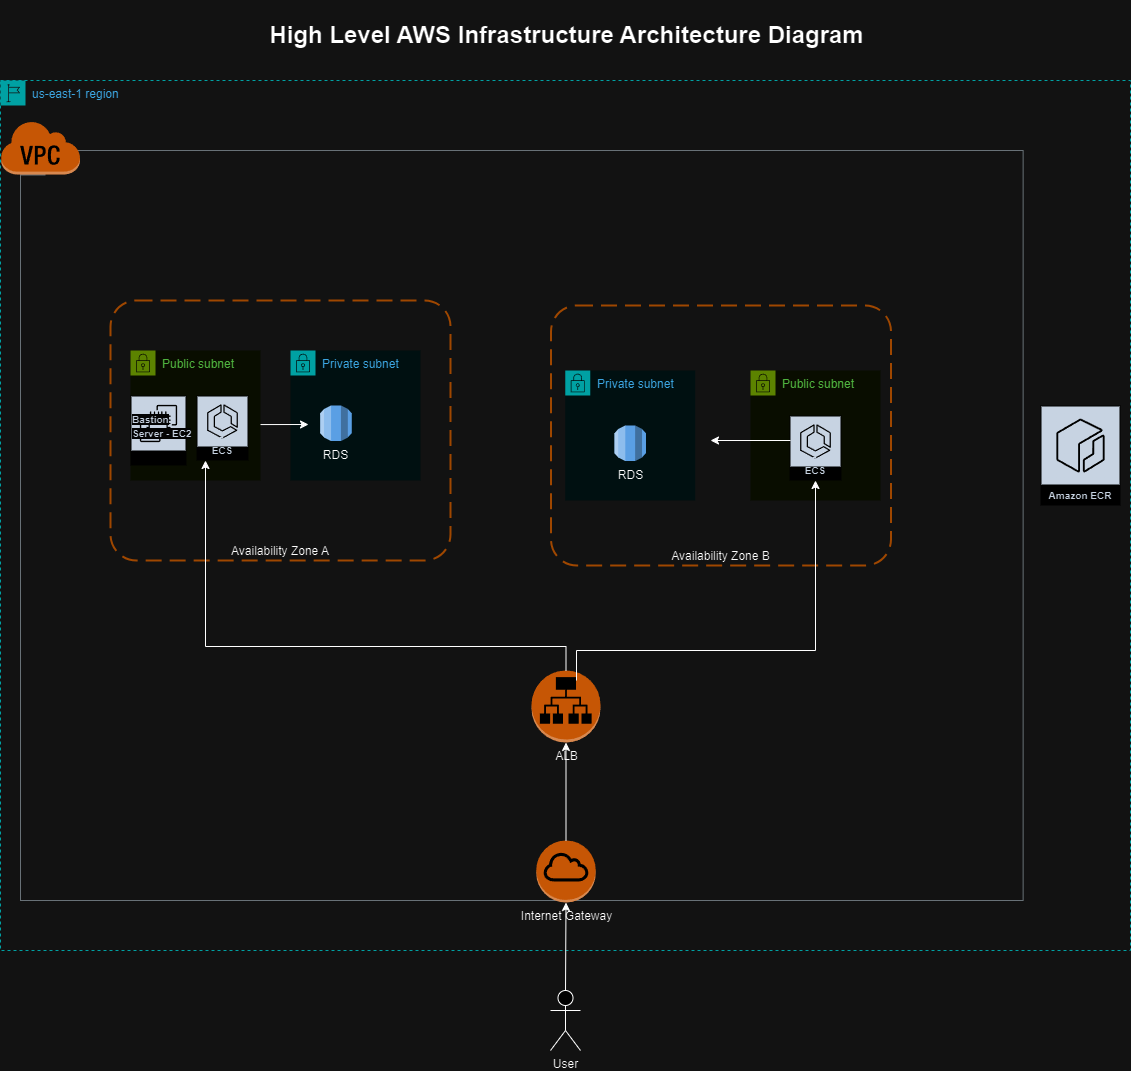 High Level AWS Infrastructure Architecture Diagram
us-east-1 region
VPC
Public subnet
Private subnet
Bastion
Server - EC2
ECS
RDS
Availability Zone A
Private subnet
Public subnet
RDS
ECS
Availability Zone B
Amazon ECR
ALB
Internet Gateway
User